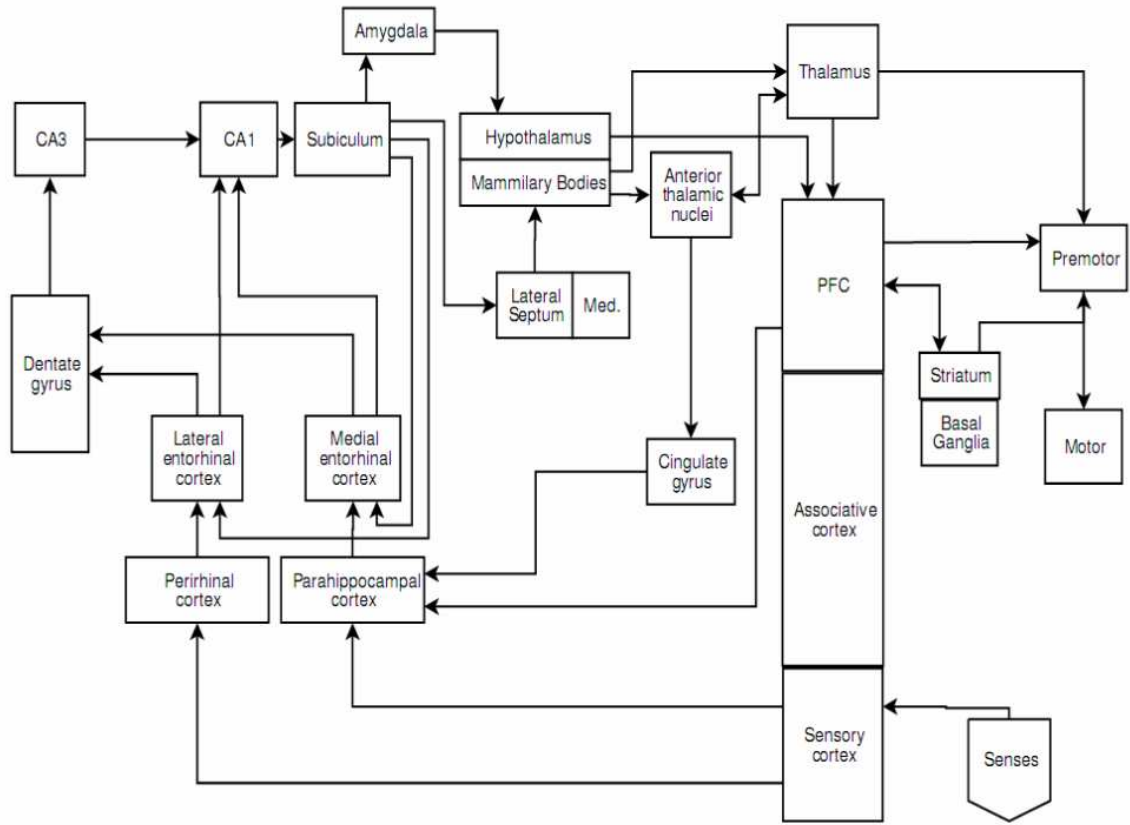 Amygdala
Thalamus
CA3
CA1
Subiculum
Hypothalamus
Mammilary Bodies
Anterior
thalamic
nuclei
Premotor
PFC
Lateral
Septum
Med.
Dentate
gyrus
Striatum
Basal
Ganglia
Motor
Lateral
entorhinal
cortex
Medial
entorhinal
cortex
Cingulate
gyrus
Associative
cortex
Perirhinal
cortex
Parahippocampal
cortex
Sensory
cortex
Senses